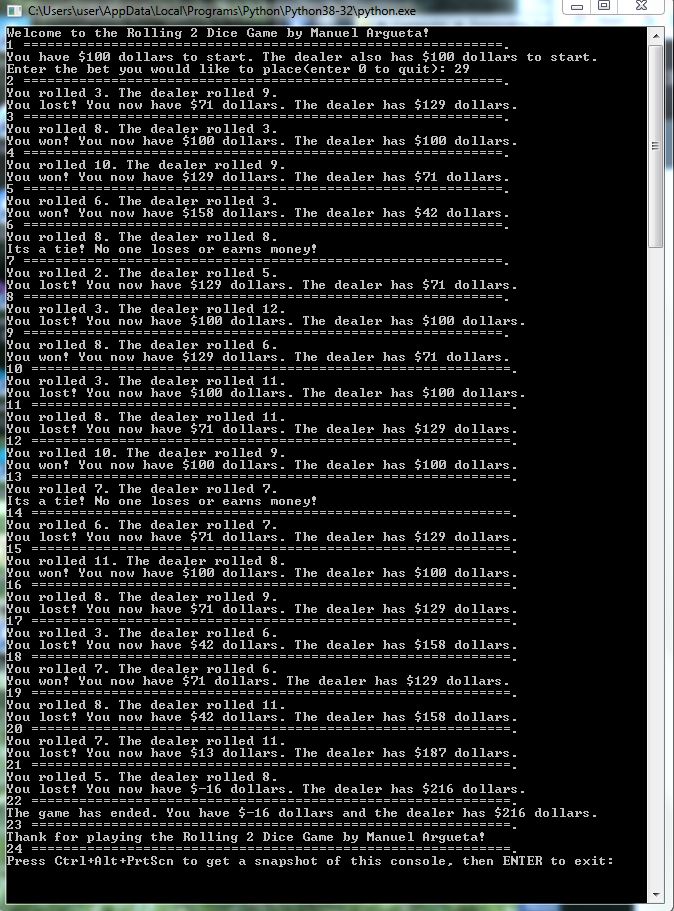 C:\Users\user\AppData\Local\Programs\Python\Python38-32\python.exe
Welcome to the Rolling 2 Dice Game by Manuel Argueta!
1 =============================================================.
You have $100 dollars to start. The dealer also has $100 dollars to start.
Enter the bet you would like to place(enter 0 to quit): 29
2 =============================================================.
You rolled 3. The dealer rolled 9.
You lost! You now have $71 dollars. The dealer has $129 dollars.
3 =============================================================.
You rolled 8. The dealer rolled 3.
You won! You now have $100 dollars. The dealer has $100 dollars.
4 =============================================================.
You rolled 10. The dealer rolled 9.
You won! You now have $129 dollars. The dealer has $71 dollars.
5 =============================================================.
You rolled 6. The dealer rolled 3.
You won! You now have $158 dollars. The dealer has $42 dollars.
6 =============================================================.
You rolled 8. The dealer rolled 8.
Its a tie! No one loses or earns money!
7 =============================================================.
You rolled 2. The dealer rolled 5.
You lost! You now have $129 dollars. The dealer has $71 dollars.
8 =============================================================.
You rolled 3. The dealer rolled 12.
You lost! You now have $100 dollars. The dealer has $100 dollars.
9 =============================================================.
You rolled 8. The dealer rolled 6.
You won! You now have $129 dollars. The dealer has $71 dollars.
10 =============================================================.
You rolled 3. The dealer rolled 11.
You lost! You now have $100 dollars. The dealer has $100 dollars.
11 =============================================================.
You rolled 8. The dealer rolled 11.
You lost! You now have $71 dollars. The dealer has $129 dollars.
12 =============================================================.
You rolled 10. The dealer rolled 9.
You won! You now have $100 dollars. The dealer has $100 dollars.
13 =============================================================.
You rolled 7. The dealer rolled 7.
Its a tie! No one loses or earns money!
14 =============================================================.
You rolled 6. The dealer rolled 7.
You lost! You now have $71 dollars. The dealer has $129 dollars.
15 =============================================================.
You rolled 11. The dealer rolled 8.
You won! You now have $100 dollars. The dealer has $100 dollars.
16 =============================================================.
You rolled 8. The dealer rolled 9.
You lost! You now have $71 dollars. The dealer has $129 dollars.
17 =============================================================.
You rolled 3. The dealer rolled 6.
You lost! You now have $42 dollars. The dealer has $158 dollars.
18 =============================================================.
You rolled 7. The dealer rolled 6.
You won! You now have $71 dollars. The dealer has $129 dollars.
19 =============================================================.
You rolled 8. The dealer rolled 11.
You lost! You now have $42 dollars. The dealer has $158 dollars.
20 =============================================================.
You rolled 7. The dealer rolled 11.
You lost! You now have $13 dollars. The dealer has $187 dollars.
21 =============================================================.
You rolled 5. The dealer rolled 8.
You lost! You now have $-16 dollars. The dealer has $216 dollars.
22 =============================================================.
The game has ended. You have $-16 dollars and the dealer has $216 dollars.
23 =============================================================.
Thank for playing the Rolling 2 Dice Game by Manuel Argueta!
24 =============================================================.
Press Ctrl+Alt+PrtScn to get a snapshot of this console, then ENTER to exit: